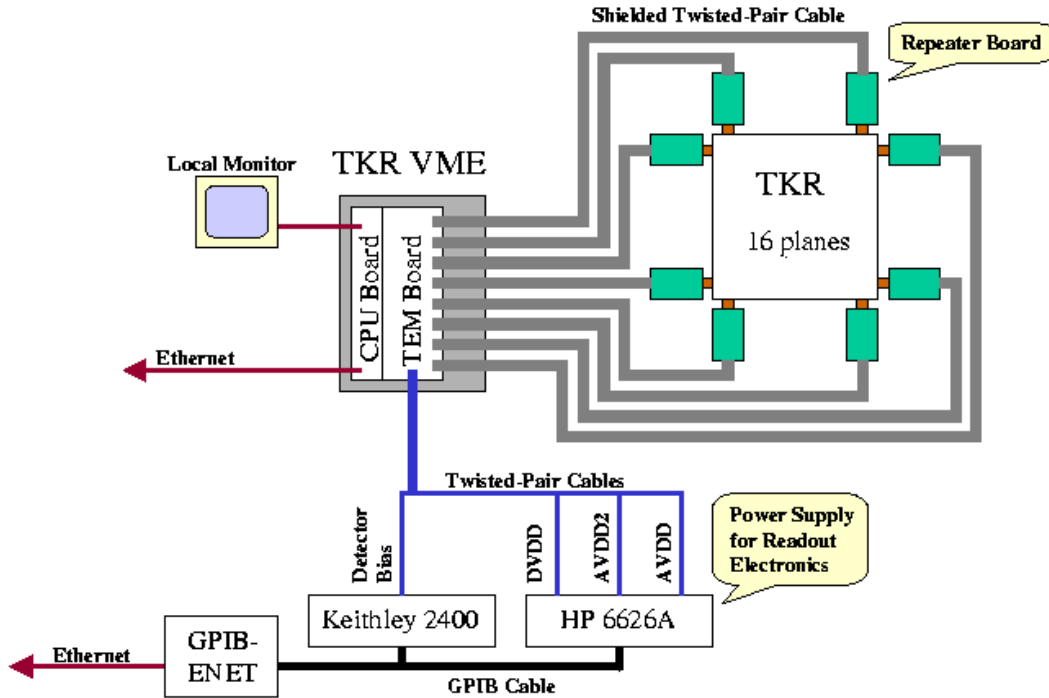 Shielded Twisted-Pair Cable
Repeater Board
Local Monitor
TKR VME
TKR
16 planes
CPU Board
TEM Board
Ethernet
Twisted-Pair Cables
Detector
Bias
DVDD
AVDD2
AVDD
Power Supply
for Readout
Electronics
Keithley 2400
HP 6626A
GPIB-
ENET
Ethernet
GPIB Cable